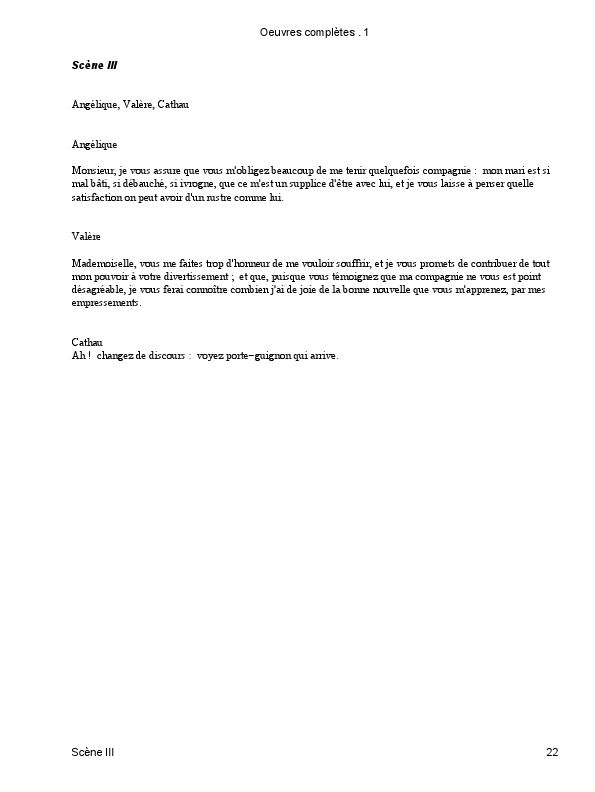 Oeuvres complètes . 1
Scène III
Angélique, Valère, Cathau
Angélique
Monsieur, je vous assure que vous m'obligez beaucoup de me tenir quelquefois compagnie :  mon mari est si
mal bâti, si débauché, si ivrogne, que ce m'est un supplice d'être avec lui, et je vous laisse à penser quelle
satisfaction on peut avoir d'un rustre comme lui.
Valère
Mademoiselle, vous me faites trop d'honneur de me vouloir souffrir, et je vous promets de contribuer de tout
mon pouvoir à votre divertissement ;  et que, puisque vous témoignez que ma compagnie ne vous est point
désagréable, je vous ferai connoître combien j'ai de joie de la bonne nouvelle que vous m'apprenez, par mes
empressements.
Cathau
Ah !  changez de discours :  voyez porte−guignon qui arrive.
Scène III 22